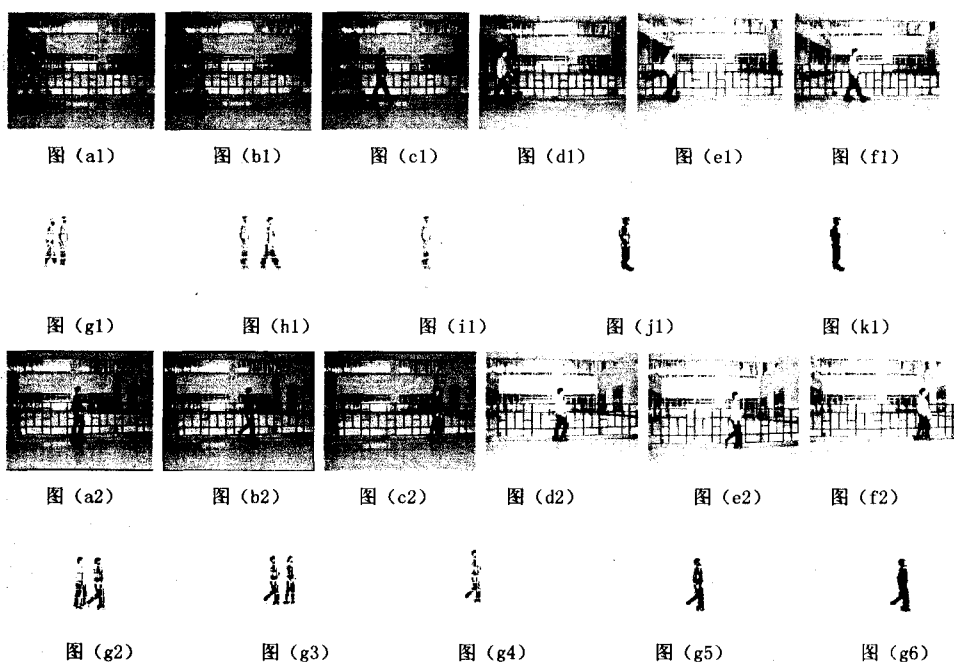 图（a1） 图（b1） 图（c1） 图（d1） 图（e1） 图（f1）
图（g1） 图（h1） 图（i1） 图（j1） 图（k1）
图（a2） 图（b2） 图（c2） 图（d2） 图（e2） 图（f2）
图（g2） 图（g3） 图（g4） 图（g5） 图（g6）